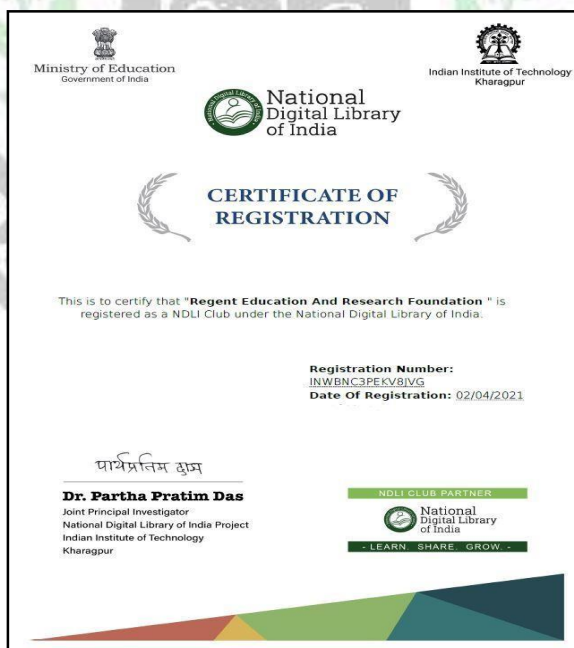 Ministry of Education
Government of India
Indian Institute of Technology
Kharagpur
National
Digital Library
of India
CERTIFICATE OF
REGISTRATION
This is to certify that "Regent Education And Research Foundation " is
registered as a NDLI Club under the National Digital Library of India.
Registration Number:
INWBNC3PEKV8JVG
Date Of Registration: 02/04/2021
पार्थप्रतिम दास
Dr. Partha Pratim Das
Joint Principal Investigator
National Digital Library of India Project
Indian Institute of Technology
Kharagpur
NDLI CLUB PARTNER
National
Digital Library
of India
- LEARN. SHARE. GROW. -